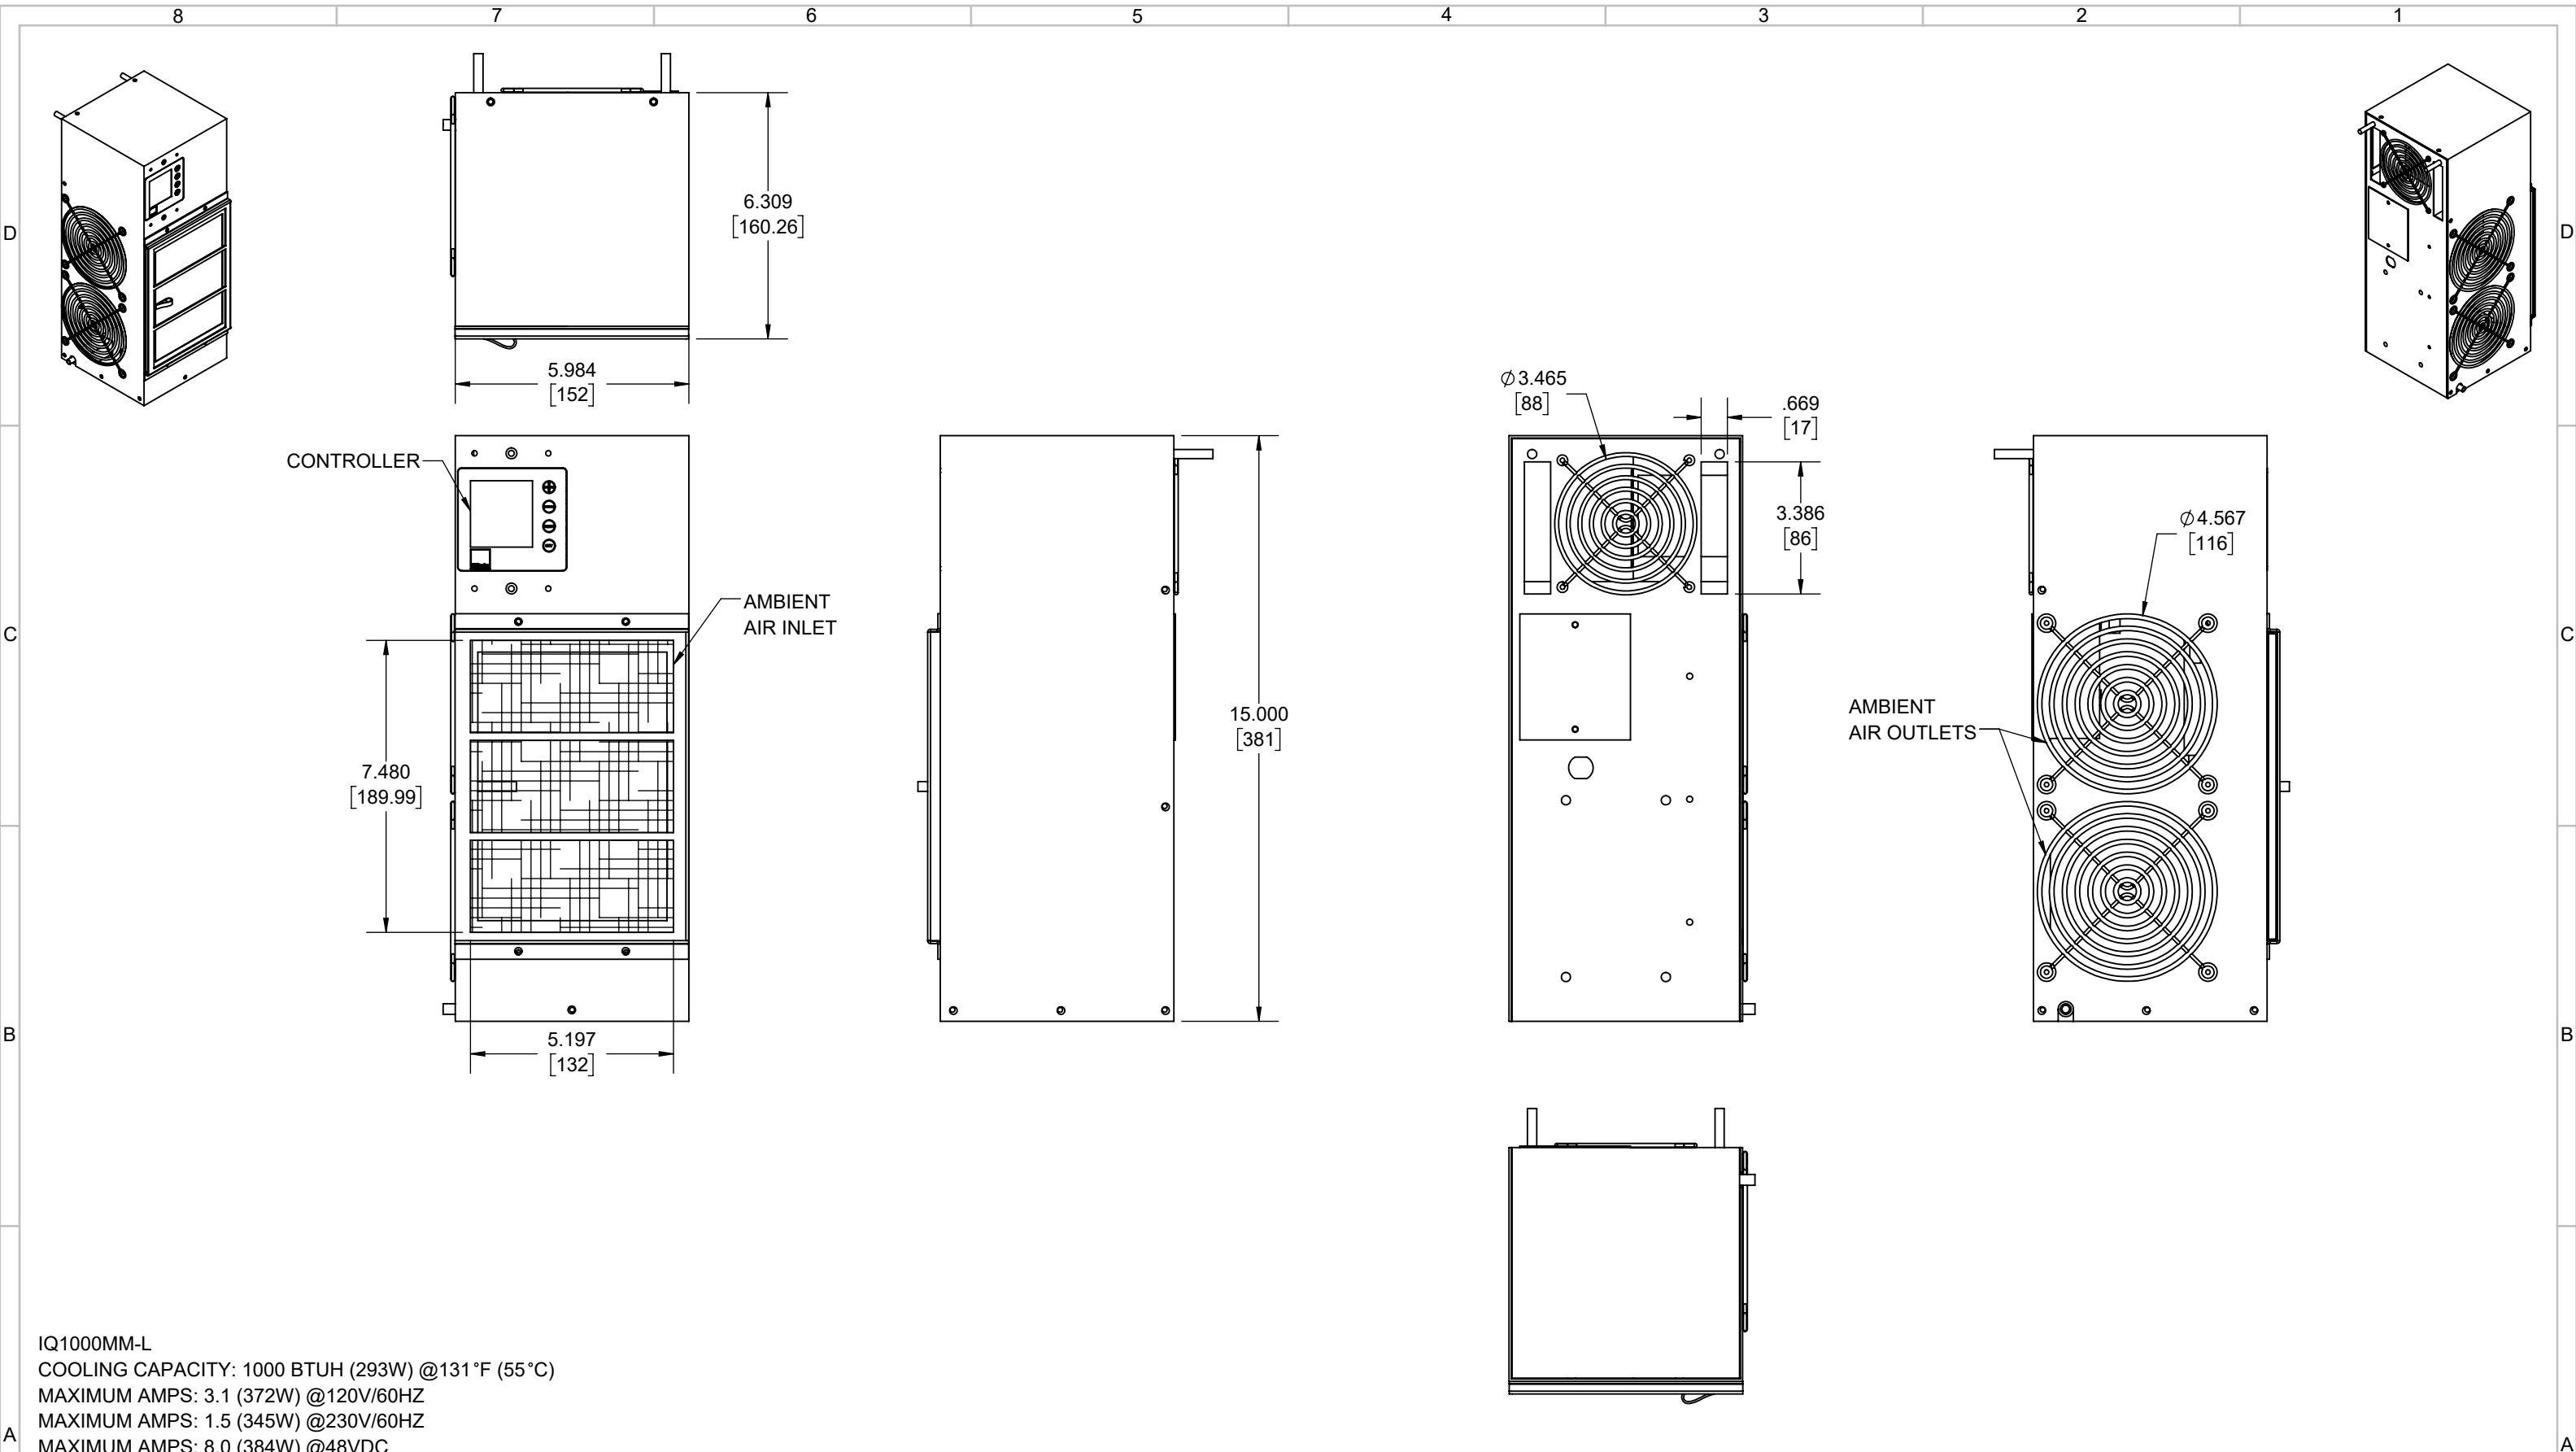 8
7
6
5
4
3
2
1
D
D
6.309
[160.26]
5.984
[152]
Ø3.465
[88]
.669
[17]
CONTROLLER
3.386
[86]
Ø4.567
[116]
AMBIENT
AIR INLET
C
C
15.000
[381]
AMBIENT
AIR OUTLETS
7.480
[189.99]
B
B
5.197
[132]
IQ1000MM-L
COOLING CAPACITY: 1000 BTUH (293W) @131°F (55°C)
MAXIMUM AMPS: 3.1 (372W) @120V/60HZ
MAXIMUM AMPS: 1.5 (345W) @230V/60HZ
MAXIMUM AMPS: 8.0 (384W) @48VDC
A
A